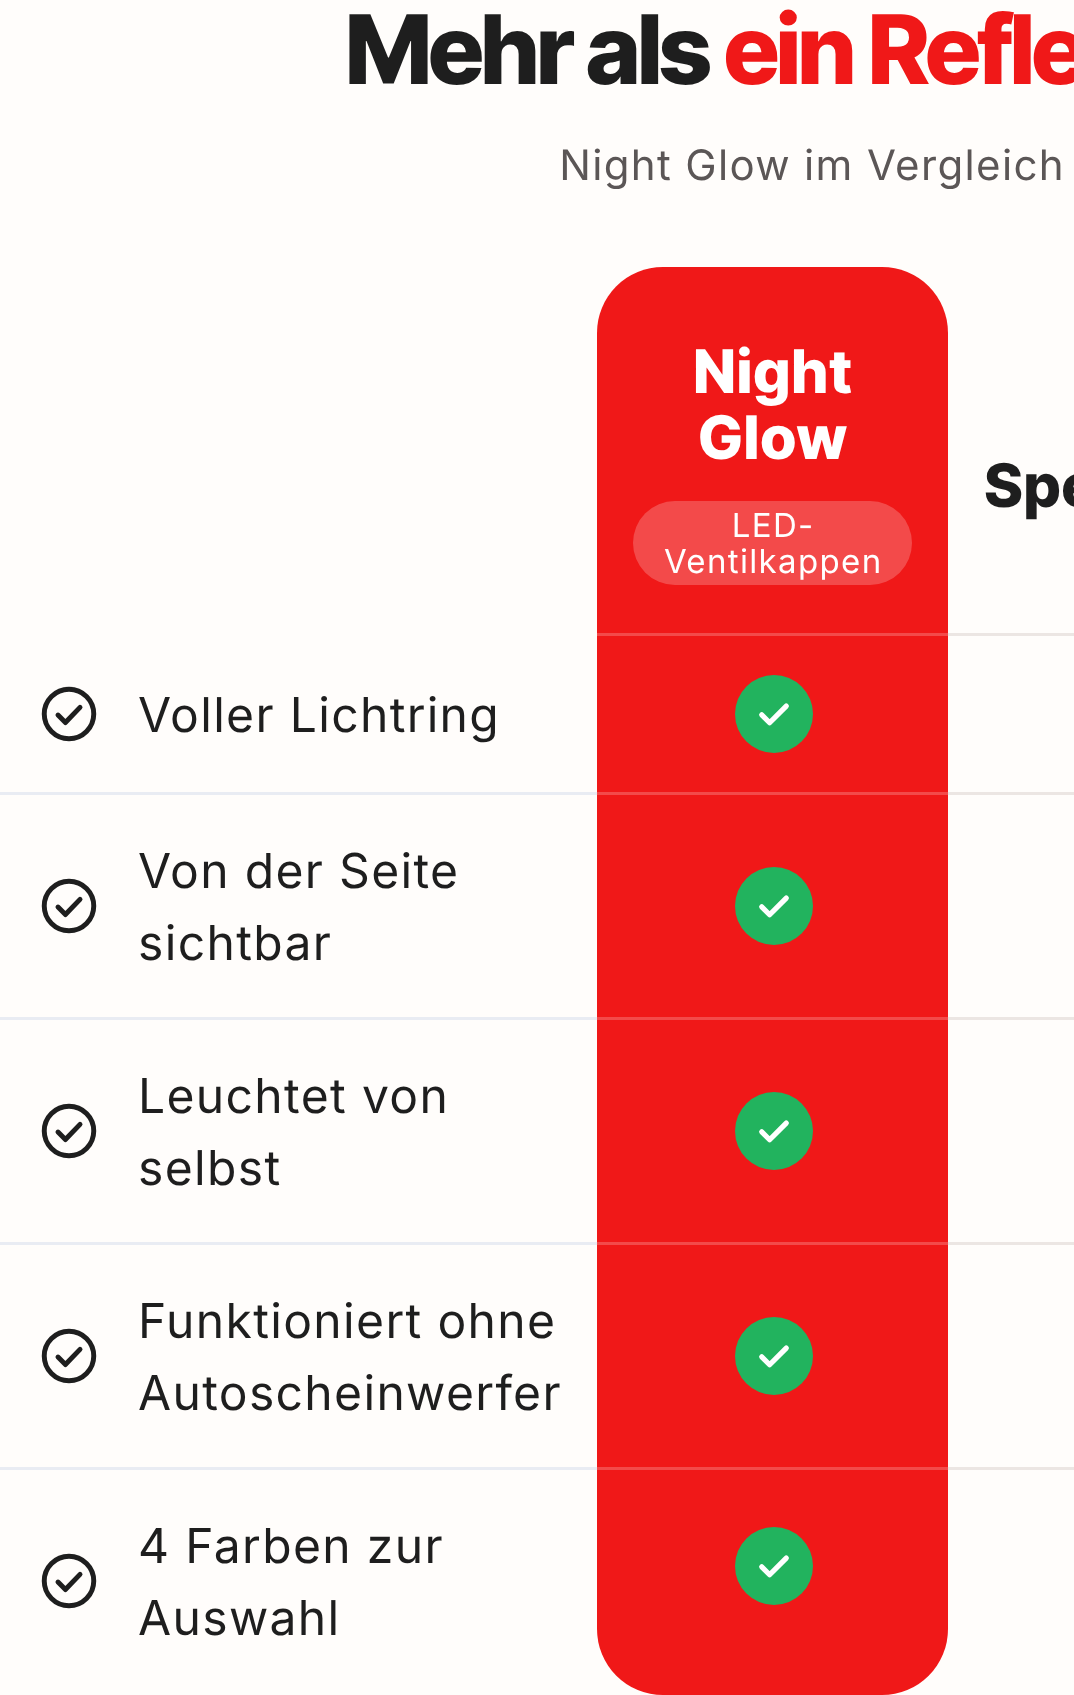 Mehr als ein Refle
Night Glow im Vergleich
Night
Glow
Spe
LED-
Ventilkappen
Voller Lichtring
Von der Seite
sichtbar
Leuchtet von
selbst
Funktioniert ohne
Autoscheinwerfer
4 Farben zur
Auswahl